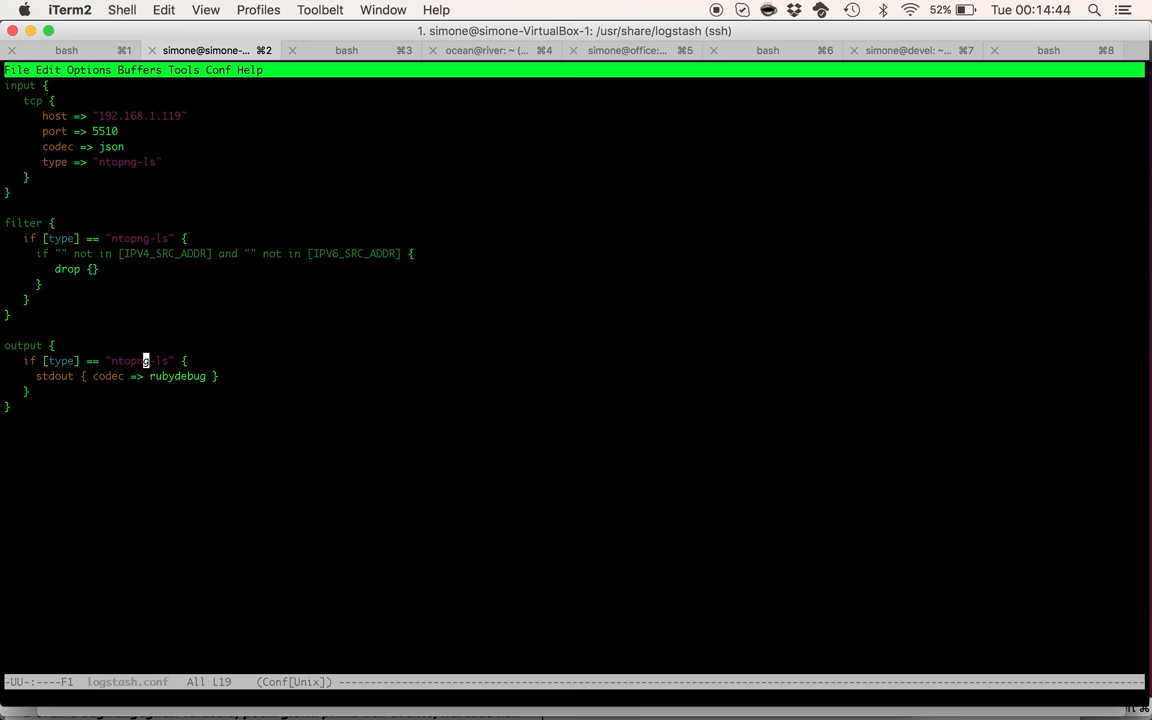 iTerm2 Shell Edit View Profiles Toolbelt Window Help 52% Tue 00:14:44
1. simone@simone-VirtualBox-1: /usr/share/logstash (ssh)
bash ⌘1 simone@simone-... ⌘2 bash ⌘3 ocean@river: ~ (... ⌘4 simone@office:... ⌘5 bash ⌘6 simone@devel: ~... ⌘7 bash ⌘8
File Edit Options Buffers Tools Conf Help
input {
tcp {
host => "192.168.1.119"
port => 5510
codec => json
type => "ntopng-ls"
}
}
filter {
if [type] == "ntopng-ls" {
if "" not in [IPV4_SRC_ADDR] and "" not in [IPV6_SRC_ADDR] {
drop {}
}
}
}
output {
if [type] == "ntopng-ls" {
stdout { codec => rubydebug }
}
}
-UU-:----F1 logstash.conf All L19 (Conf[Unix]) ----------------------------------------------------------------